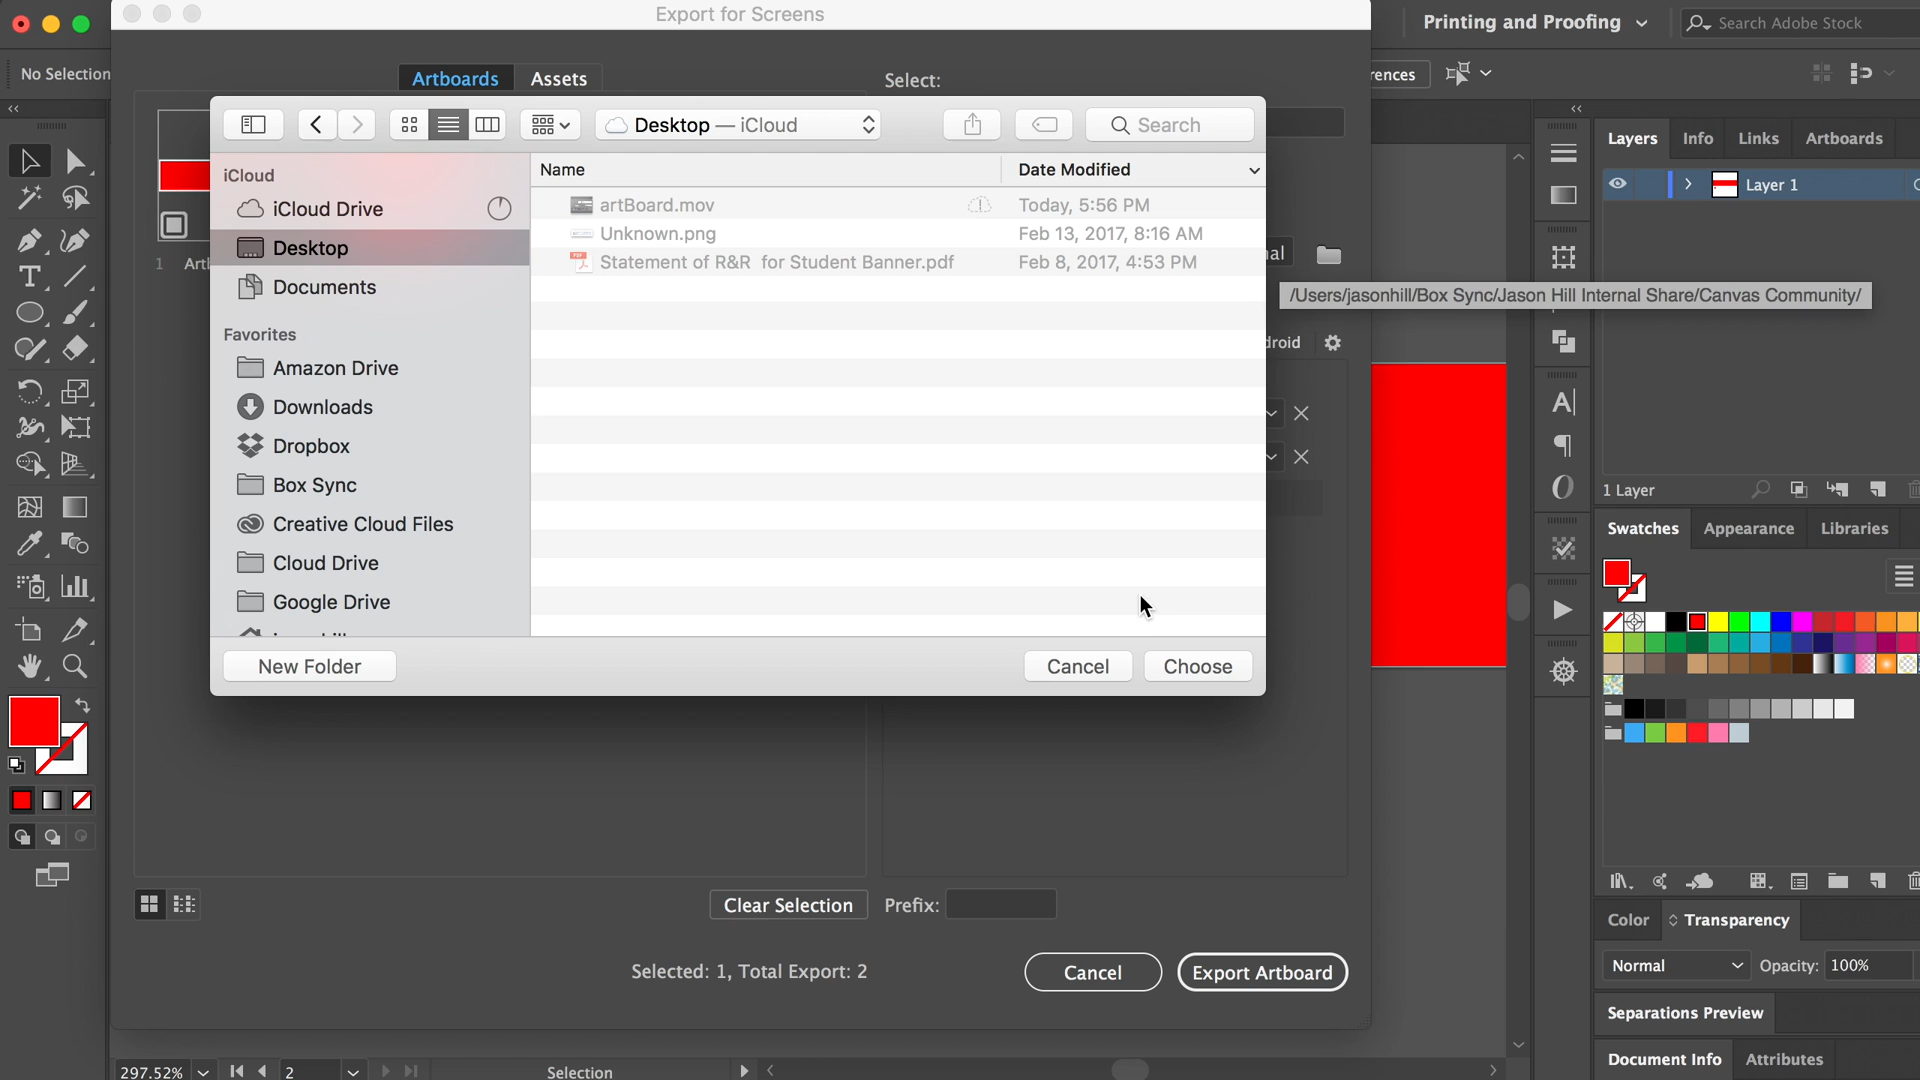 Export for Screens
Printing and Proofing
Search Adobe Stock
No Selection
Artboards
Assets
Select:
rences
Desktop — iCloud
Search
Layers
Info
Links
Artboards
iCloud
Name
Date Modified
Layer 1
iCloud Drive
artBoard.mov
Today, 5:56 PM
Desktop
Unknown.png
Feb 13, 2017, 8:16 AM
1
Statement of R&R for Student Banner.pdf
Feb 8, 2017, 4:53 PM
Documents
/Users/jasonhill/Box Sync/Jason Hill Internal Share/Canvas Community/
Favorites
droid
Amazon Drive
Downloads
Dropbox
Box Sync
1 Layer
Creative Cloud Files
Swatches
Appearance
Libraries
Cloud Drive
Google Drive
New Folder
Cancel
Choose
Clear Selection
Prefix:
Color
Transparency
Selected: 1, Total Export: 2
Cancel
Export Artboard
Normal
Opacity:
100%
Separations Preview
Document Info
Attributes
297.52%
2
Selection